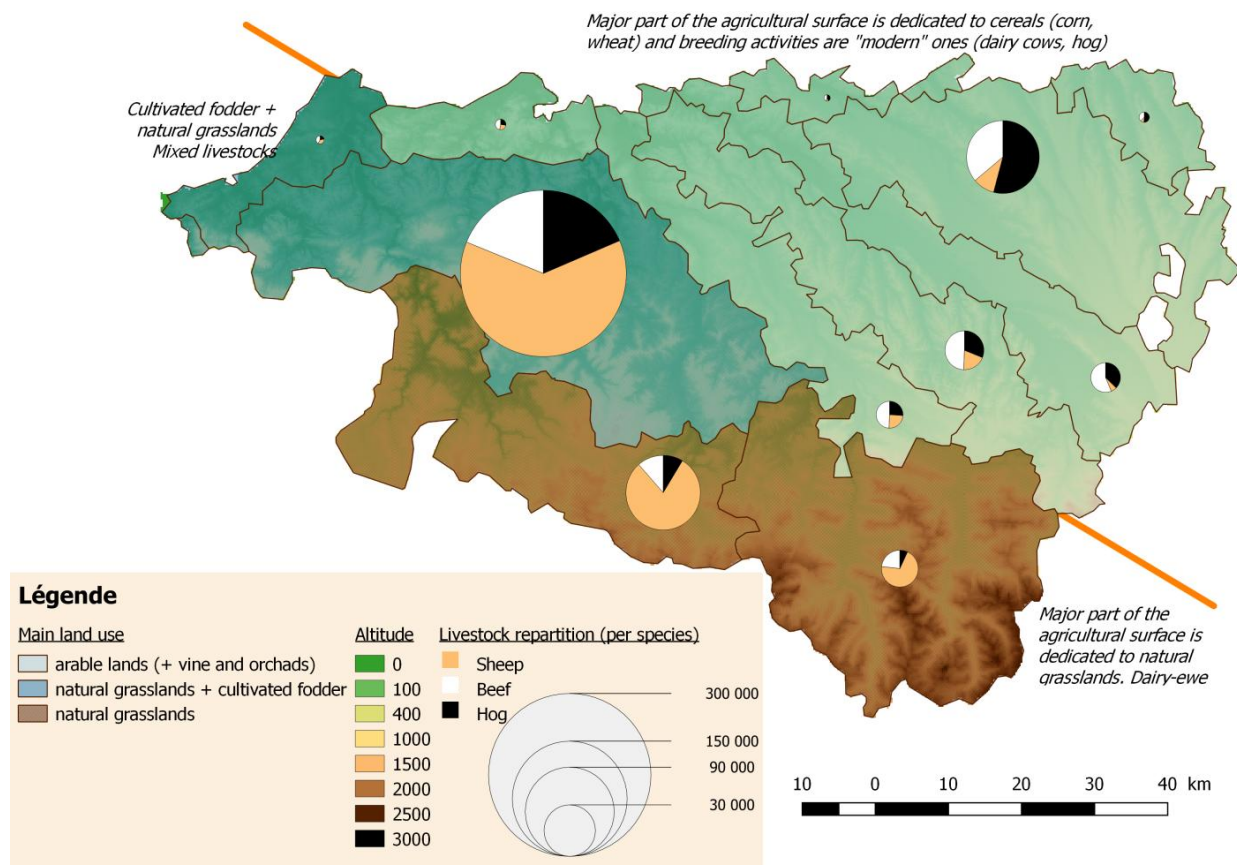 Major part of the agricultural surface is dedicated to cereals (corn,
wheat) and breeding activities are "modern" ones (dairy cows, hog)
Cultivated fodder +
natural grasslands
Mixed livestocks
Major part of the
agricultural surface is
dedicated to natural
grasslands. Dairy-ewe
Légende
Main land use
arable lands (+ vine and orchads)
natural grasslands + cultivated fodder
natural grasslands
Altitude
0
100
400
1000
1500
2000
2500
3000
Livestock repartition (per species)
Sheep
Beef
Hog
300 000
150 000
90 000
30 000
10 0 10 20 30 40 km